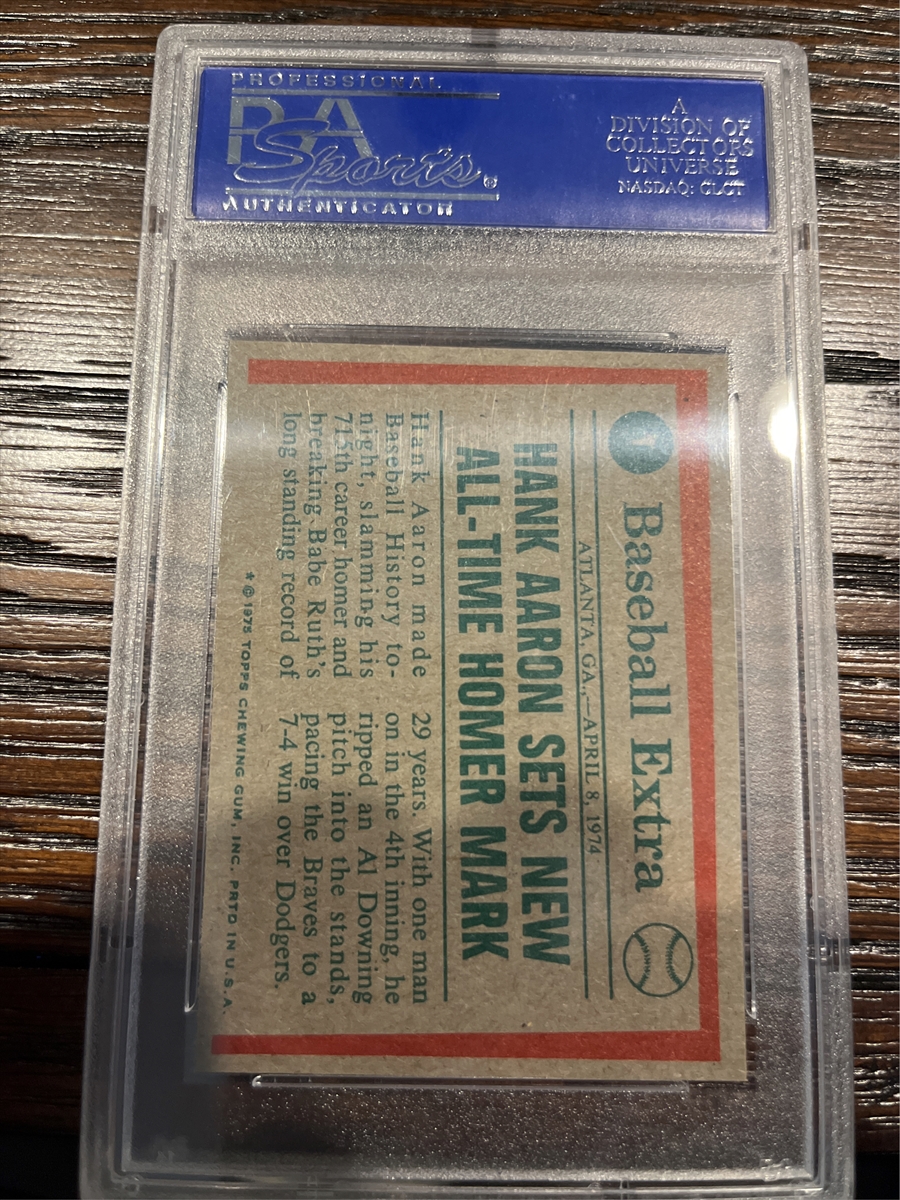 PROFESSIONAL
PSA
Sports®
AUTHENTICATOR
A
DIVISION OF
COLLECTORS
UNIVERSE
NASDAQ: CLCT
1
Baseball Extra
ATLANTA, GA.,—APRIL 8, 1974
HANK AARON SETS NEW
ALL-TIME HOMER MARK
Hank Aaron made
Baseball History to-
night, slamming his
715th career homer and
breaking Babe Ruth's
long standing record of
29 years. With one man
on in the 4th inning, he
ripped an Al Downing
pitch into the stands,
pacing the Braves to a
7-4 win over Dodgers.
* © 1975 TOPPS CHEWING GUM, INC. PRTD IN U.S.A.